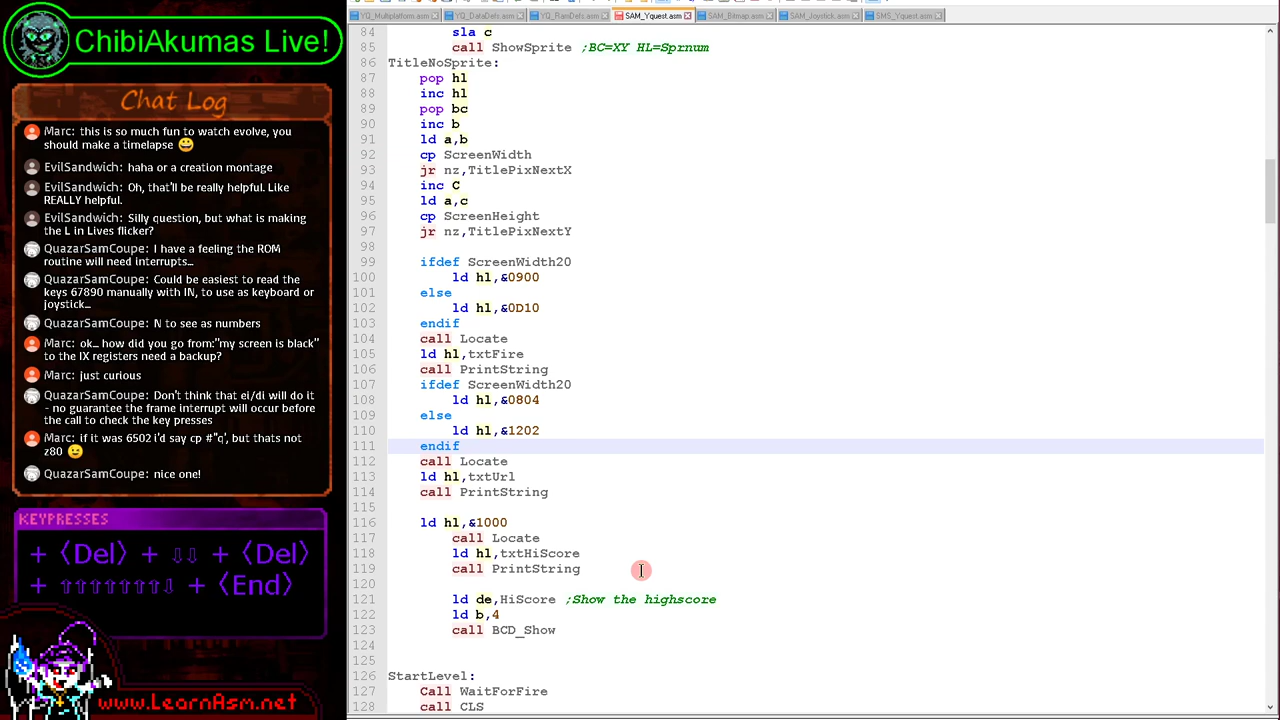 ChibiAkumas Live!
Chat Log
Marc: this is so much fun to watch evolve, you
should make a timelapse 😀
EvilSandwich: haha or a creation montage
EvilSandwich: Oh, that'll be really helpful. Like
REALLY helpful.
EvilSandwich: Silly question, but what is making
the L in Lives flicker?
QuazarSamCoupe: I have a feeling the ROM
routine will need interrupts...
QuazarSamCoupe: Could be easiest to read the
keys 67890 manually with IN, to use as keyboard or
joystick...
QuazarSamCoupe: N to see as numbers
Marc: ok... how did you go from:"my screen is black"
to the IX registers need a backup?
Marc: just curious
QuazarSamCoupe: Don't think that ei/di will do it
- no guarantee the frame interrupt will occur before
the call to check the key presses
Marc: if it was 6502 i'd say cp #"q', but thats not
z80 😉
QuazarSamCoupe: nice one!
KEYPRESSES
+ 〈Del〉 + ⇩⇩ + 〈Del〉
+ ⇧⇧⇧⇧⇧⇧⇧⇩ + 〈End〉
www.LearnAsm.net
YQ_Multiplatform.asm YQ_DataDefs.asm YQ_RamDefs.asm SAM_Yquest.asm SAM_Bitmap.asm SAM_Joystick.asm SMS_Yquest.asm
84 sla c
85 call ShowSprite ;BC=XY HL=Sprnum
86 TitleNoSprite:
87 pop hl
88 inc hl
89 pop bc
90 inc b
91 ld a,b
92 cp ScreenWidth
93 jr nz,TitlePixNextX
94 inc C
95 ld a,c
96 cp ScreenHeight
97 jr nz,TitlePixNextY
98
99 ifdef ScreenWidth20
100 ld hl,&0900
101 else
102 ld hl,&0D10
103 endif
104 call Locate
105 ld hl,txtFire
106 call PrintString
107 ifdef ScreenWidth20
108 ld hl,&0804
109 else
110 ld hl,&1202
111 endif
112 call Locate
113 ld hl,txtUrl
114 call PrintString
115
116 ld hl,&1000
117 call Locate
118 ld hl,txtHiScore
119 call PrintString
120
121 ld de,HiScore ;Show the highscore
122 ld b,4
123 call BCD_Show
124
125
126 StartLevel:
127 Call WaitForFire
128 call CLS